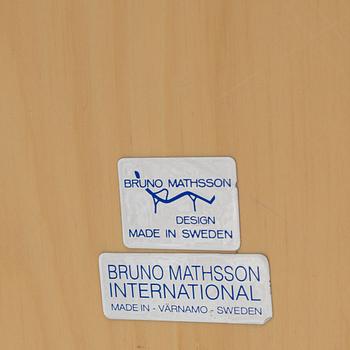 BRUNO MATHSSON
DESIGN
MADE IN SWEDEN
BRUNO MATHSSON
INTERNATIONAL
MADE IN - VÄRNAMO - SWEDEN